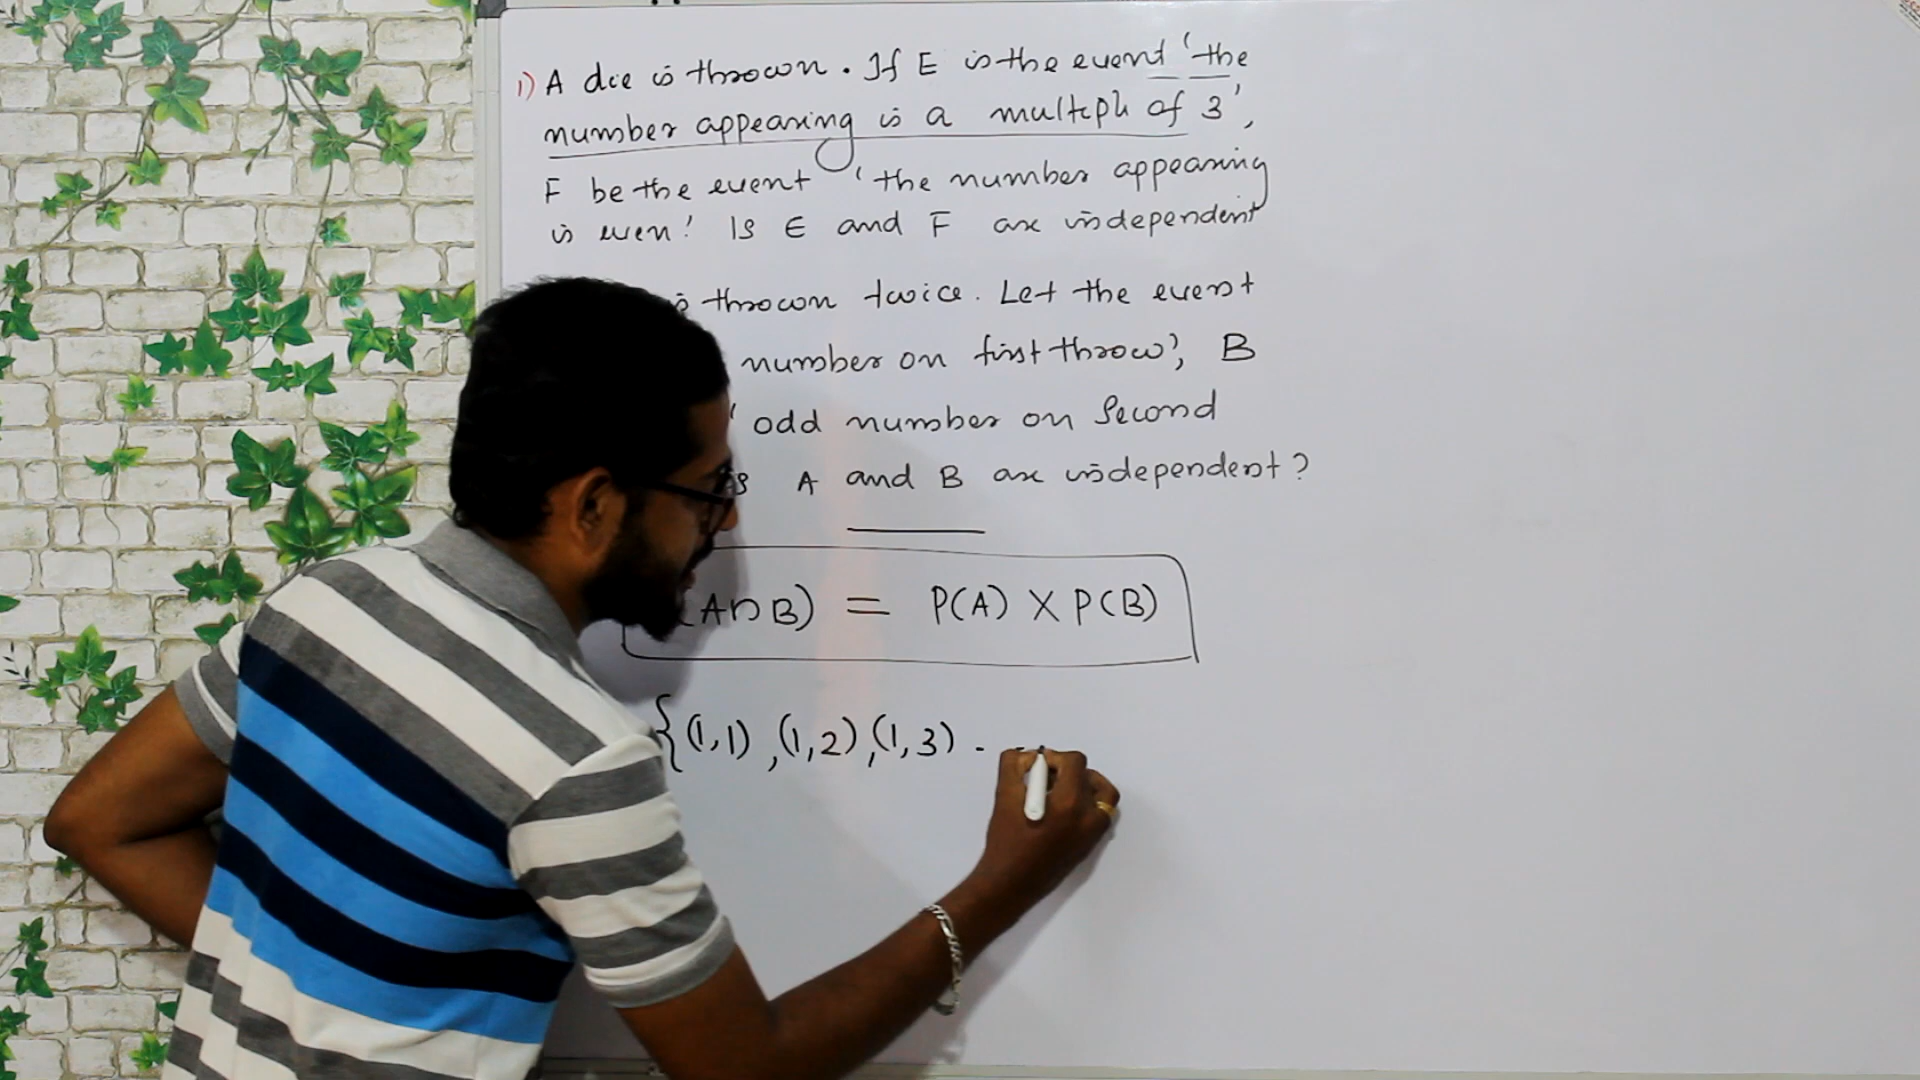 1) A die is thrown. If E is the event 'the
number appearing is a multiple of 3',
F be the event 'the number appearing
is even'. Is E and F are independent
is thrown twice. Let the event
number on first throw', B
' odd number on second
A and B are independent?
(A∩B) = P(A) X P(B)
{(1,1),(1,2),(1,3) - -